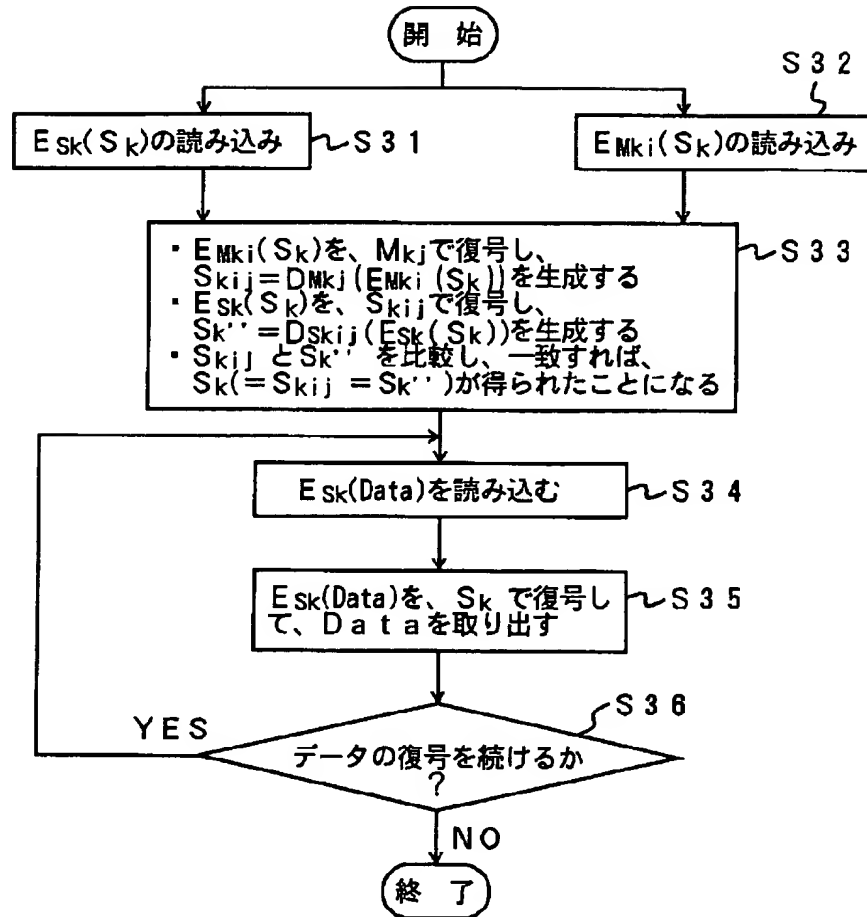 開 始
S32
ESk(Sk)の読み込み
S31
EMki(Sk)の読み込み
・EMki(Sk)を、Mkjで復号し、
Skij=DMkj(EMki(Sk))を生成する
・ESk(Sk)を、Skijで復号し、
Sk''=DSkij(ESk(Sk))を生成する
・SkijとSk''を比較し、一致すれば、
Sk(=Skij=Sk'')が得られたことになる
S33
ESk(Data)を読み込む
S34
ESk(Data)を、Skで復号し
て、Dataを取り出す
S35
S36
YES
データの復号を続けるか
?
NO
終 了